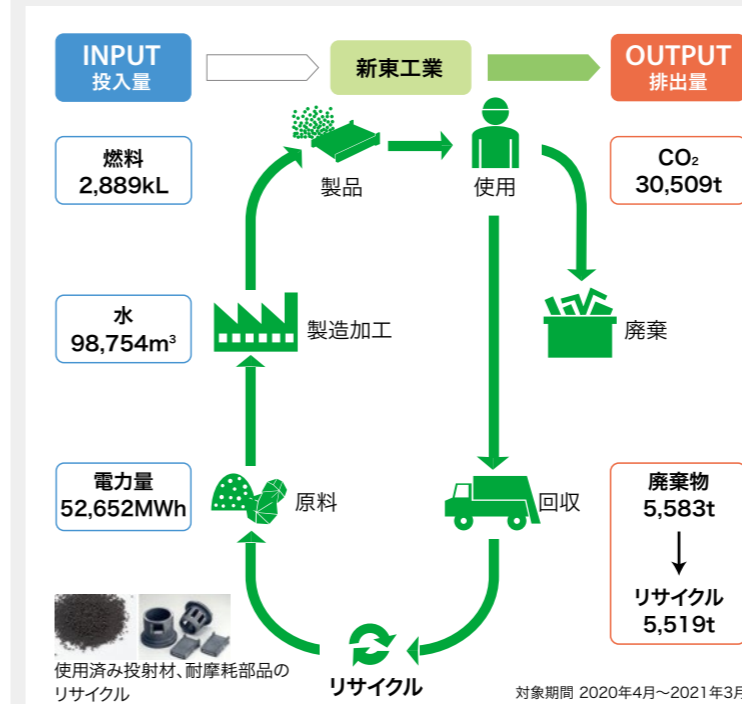 INPUT
投入量
新東工業
OUTPUT
排出量
燃料
2,889kL
製品
使用
CO₂
30,509t
水
98,754m³
製造加工
廃棄
電力量
52,652MWh
原料
回収
廃棄物
5,583t
リサイクル
5,519t
使用済み投射材、耐摩耗部品の
リサイクル
リサイクル
対象期間 2020年4月～2021年3月